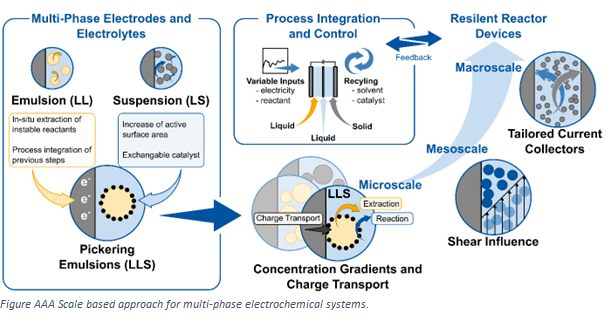 Multi-Phase Electrodes and
Electrolytes
Emulsion (LL)
Suspension (LS)
In-situ extraction of
instable reactants
Process integration of
previous steps
Increase of active
surface area
Exchangable catalyst
e⁻
e⁻
e⁻
Pickering
Emulsions (LLS)
Process Integration
and Control
Variable Inputs
- electricity
- reactant
Recyling
- solvent
- catalyst
Liquid
Solid
Liquid
Feedback
Resilent Reactor
Devices
Macroscale
Tailored Current
Collectors
Mesoscale
Shear Influence
Microscale
LLS
Extraction
Reaction
Charge Transport
Concentration Gradients and
Charge Transport
Figure AAA Scale based approach for multi-phase electrochemical systems.